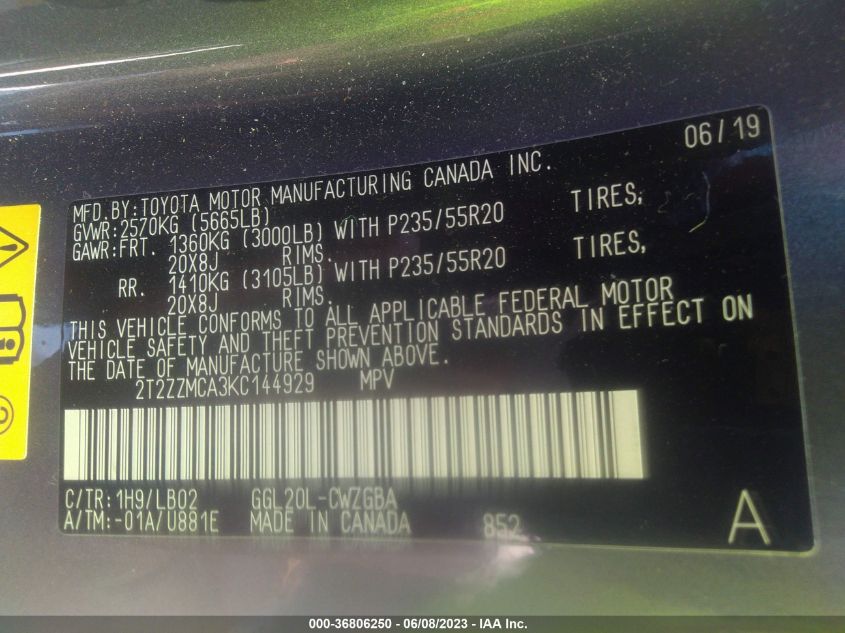 06/19
MFD.BY:TOYOTA MOTOR MANUFACTURING CANADA INC.
GVWR:2570KG (5665LB)
GAWR:FRT. 1360KG (3000LB) WITH P235/55R20 TIRES,
20X8J RIMS.
RR. 1410KG (3105LB) WITH P235/55R20 TIRES,
20X8J RIMS.
THIS VEHICLE CONFORMS TO ALL APPLICABLE FEDERAL MOTOR
VEHICLE SAFETY AND THEFT PREVENTION STANDARDS IN EFFECT ON
THE DATE OF MANUFACTURE SHOWN ABOVE.
2T2ZZMCA3KC144929 MPV
C/TR:1H9/LB02 GGL20L-CWZGBA
A/TM:-01A/U881E MADE IN CANADA 852 A
000-36806250 - 06/08/2023 - IAA Inc.